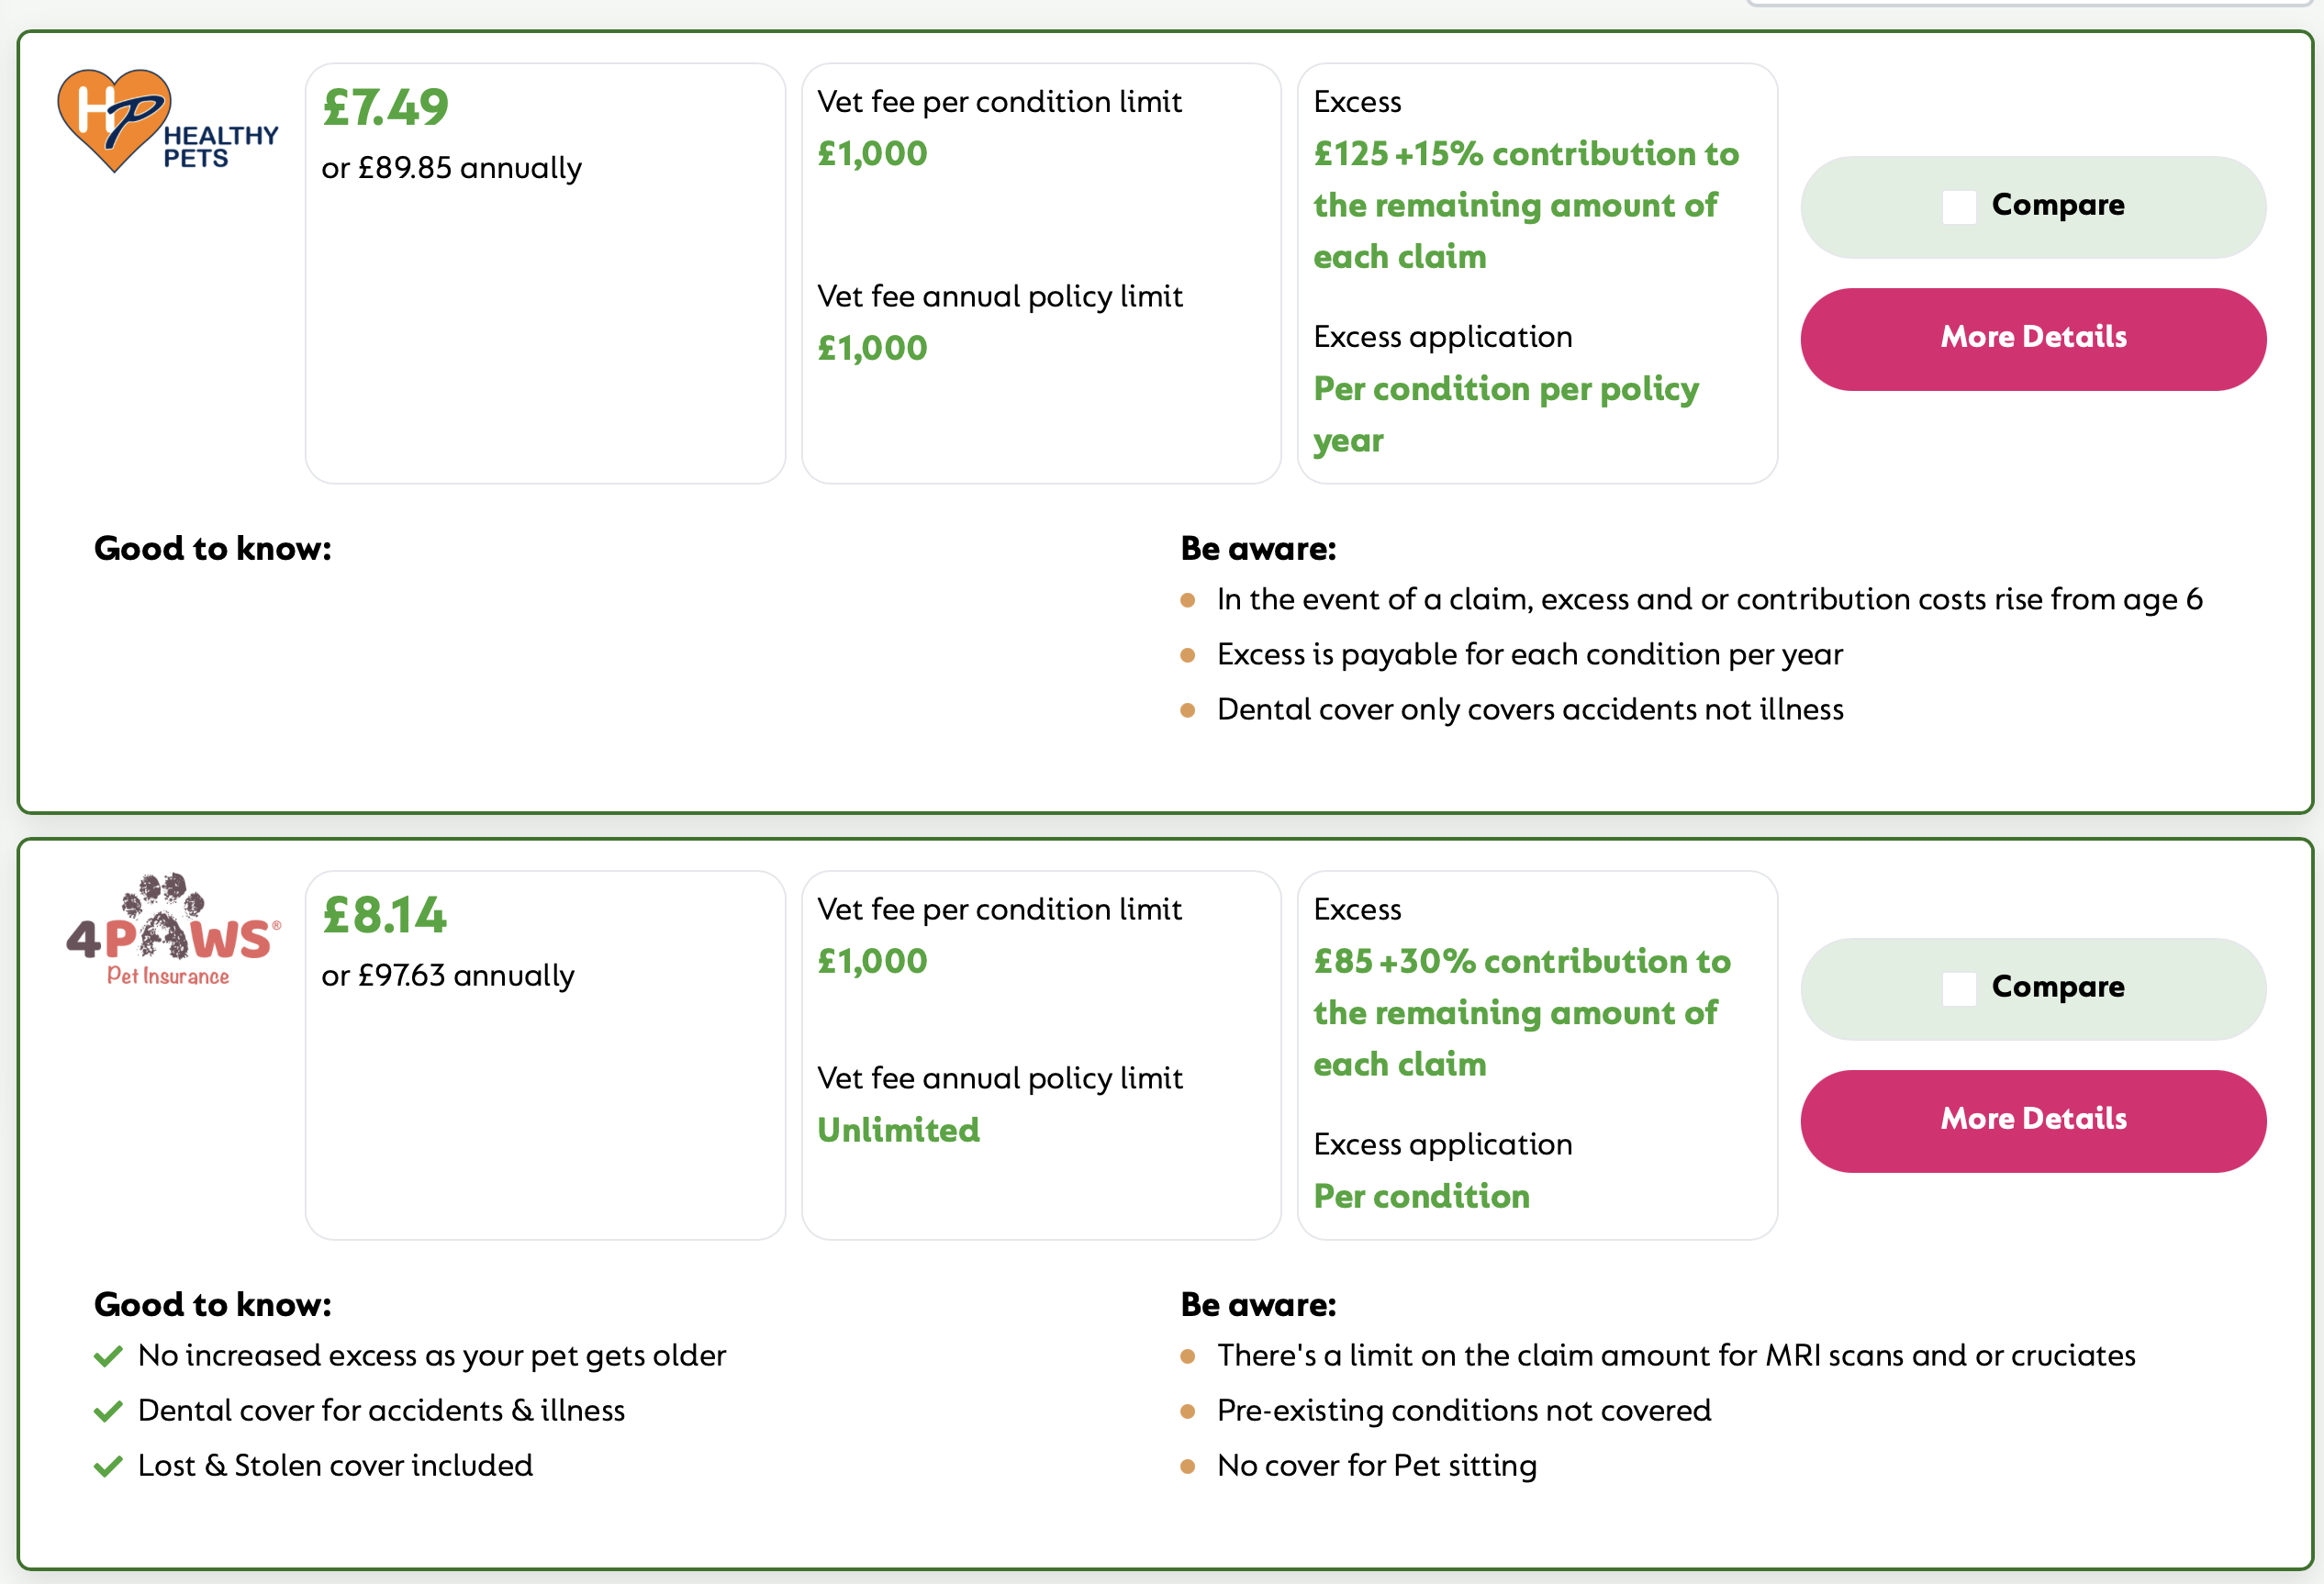 HP HEALTHY
PETS
£7.49
or £89.85 annually
Vet fee per condition limit
£1,000
Vet fee annual policy limit
£1,000
Excess
£125 +15% contribution to
the remaining amount of
each claim
Excess application
Per condition per policy
year
Compare
More Details
Good to know:
Be aware:
In the event of a claim, excess and or contribution costs rise from age 6
Excess is payable for each condition per year
Dental cover only covers accidents not illness
4PAWS®
Pet Insurance
£8.14
or £97.63 annually
Vet fee per condition limit
£1,000
Vet fee annual policy limit
Unlimited
Excess
£85 +30% contribution to
the remaining amount of
each claim
Excess application
Per condition
Compare
More Details
Good to know:
No increased excess as your pet gets older
Dental cover for accidents & illness
Lost & Stolen cover included
Be aware:
There's a limit on the claim amount for MRI scans and or cruciates
Pre-existing conditions not covered
No cover for Pet sitting